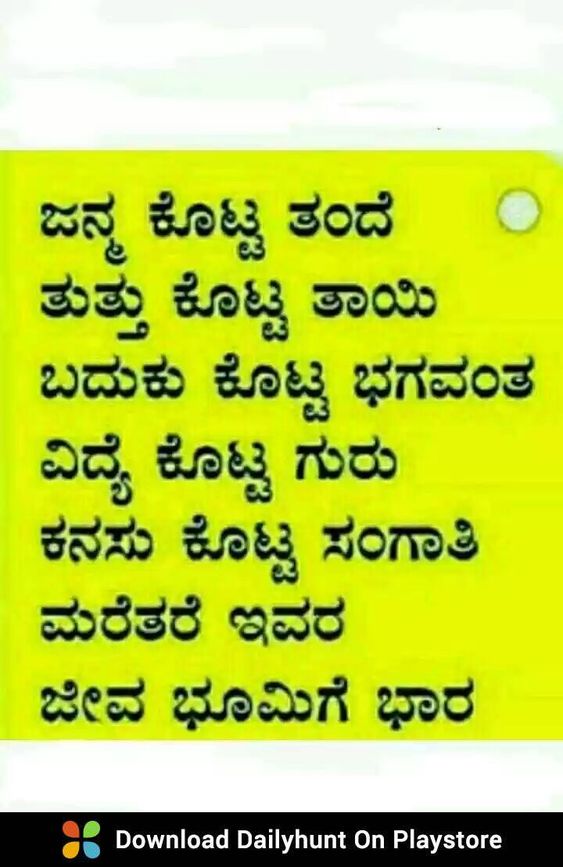 ಜನ್ಮ ಕೊಟ್ಟ ತಂದೆ
ತುತ್ತು ಕೊಟ್ಟ ತಾಯಿ
ಬದುಕು ಕೊಟ್ಟ ಭಗವಂತ
ವಿದ್ಯೆ ಕೊಟ್ಟ ಗುರು
ಕನಸು ಕೊಟ್ಟ ಸಂಗಾತಿ
ಮರೆತರೆ ಇವರ
ಜೀವ ಭೂಮಿಗೆ ಭಾರ
Download Dailyhunt On Playstore